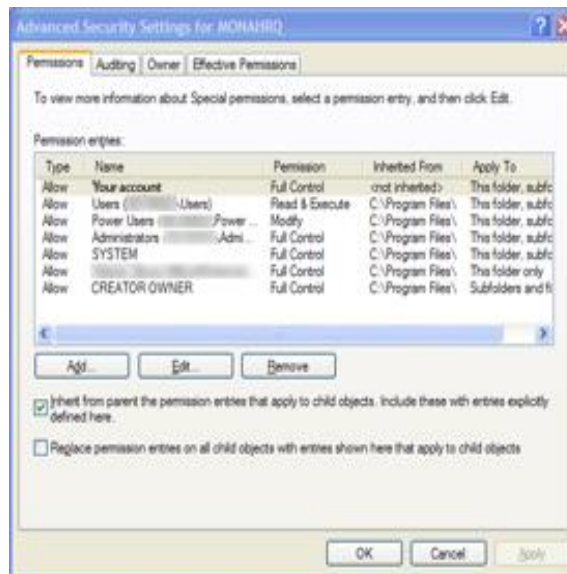 Advanced Security Settings for MONAHRQ
Permissions Auditing Owner Effective Permissions
To view more information about Special permissions, select a permission entry, and then click Edit.
Permission entries:
Type Name Permission Inherited From Apply To
Allow Your account Full Control <not inherited> This folder, subfo
Allow Users ( \Users) Read & Execute C:\Program Files\ This folder, subfo
Allow Power Users ( \Power ... Modify C:\Program Files\ This folder, subfo
Allow Administrators \Admi... Full Control C:\Program Files\ This folder, subfo
Allow SYSTEM Full Control C:\Program Files\ This folder, subfo
Allow Full Control C:\Program Files\ This folder only
Allow CREATOR OWNER Full Control C:\Program Files\ Subfolders and fi
Add... Edit... Remove
Inherit from parent the permission entries that apply to child objects. Include these with entries explicitly
defined here.
Replace permission entries on all child objects with entries shown here that apply to child objects
OK Cancel Apply